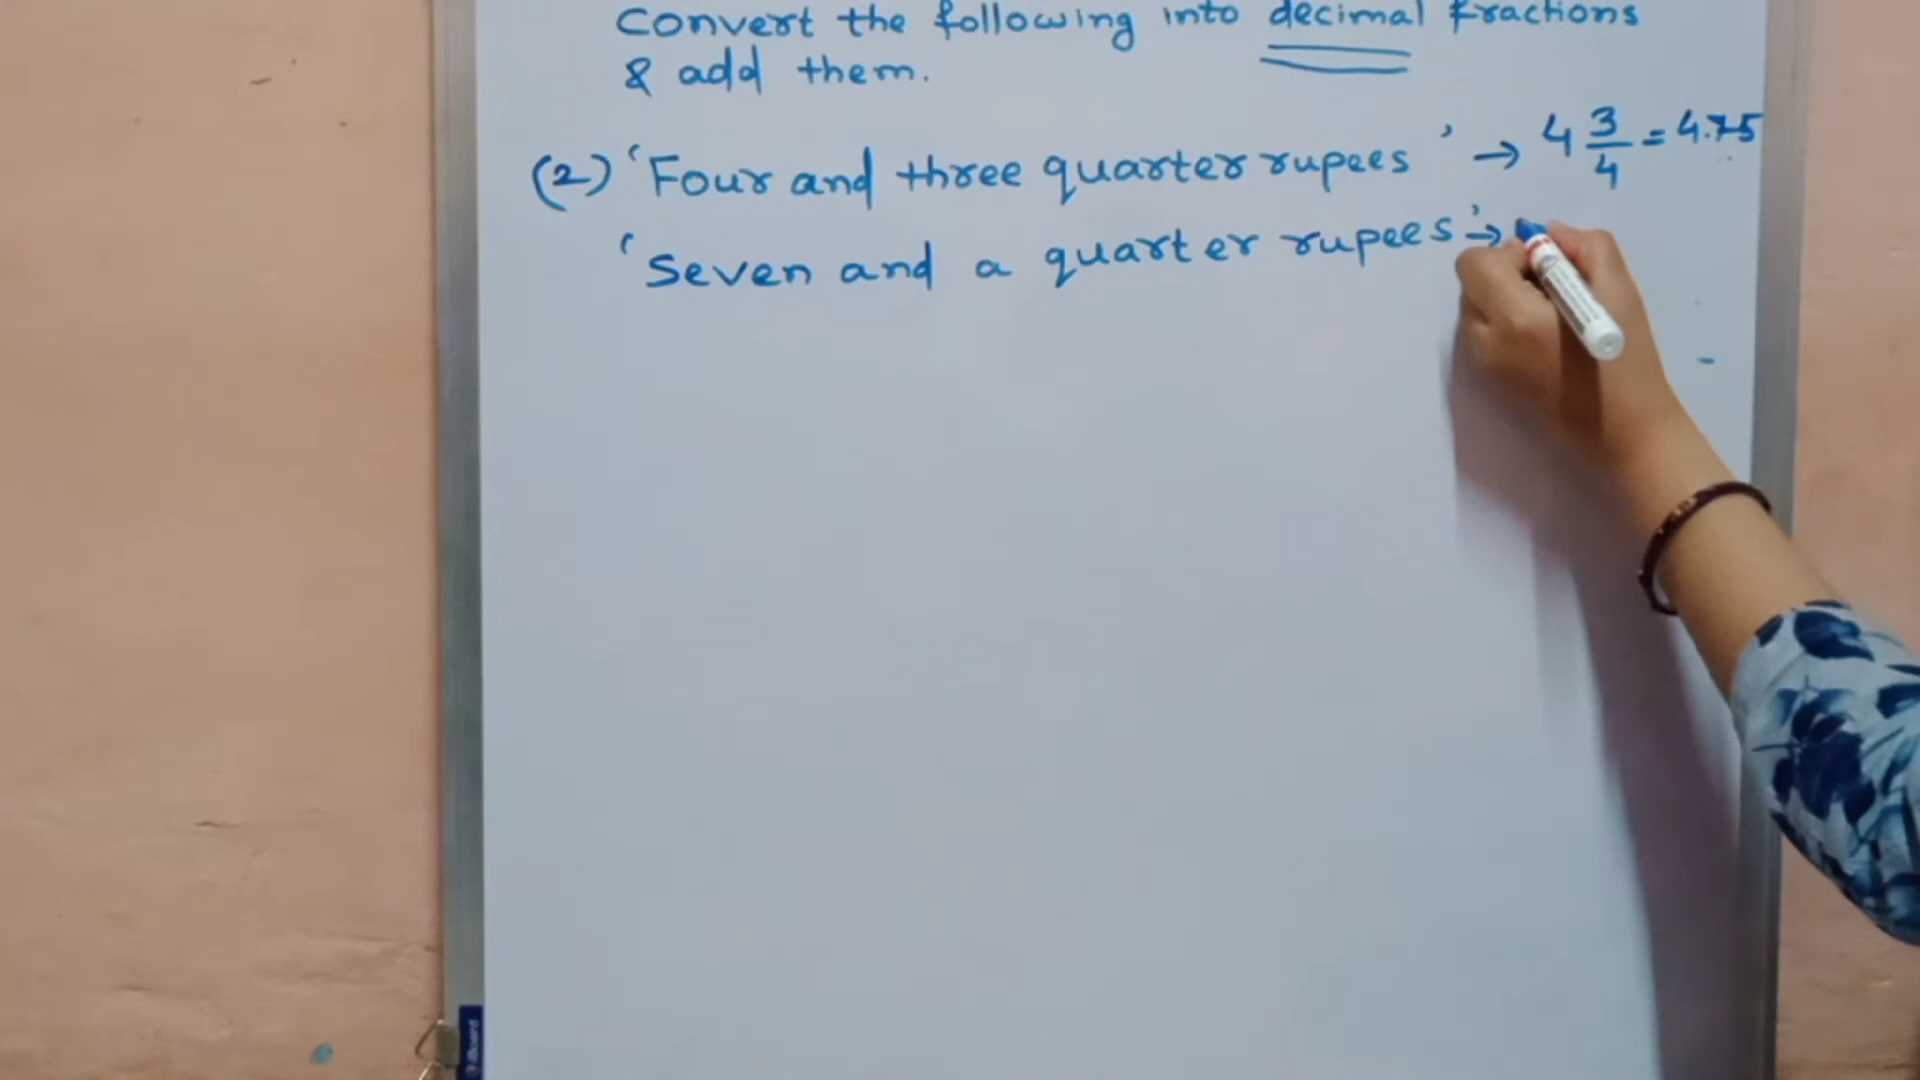 Convert the following into decimal fractions
& add them.
(2) 'Four and three quarter rupees' → 4 3/4 = 4.75
'Seven and a quarter rupees' →